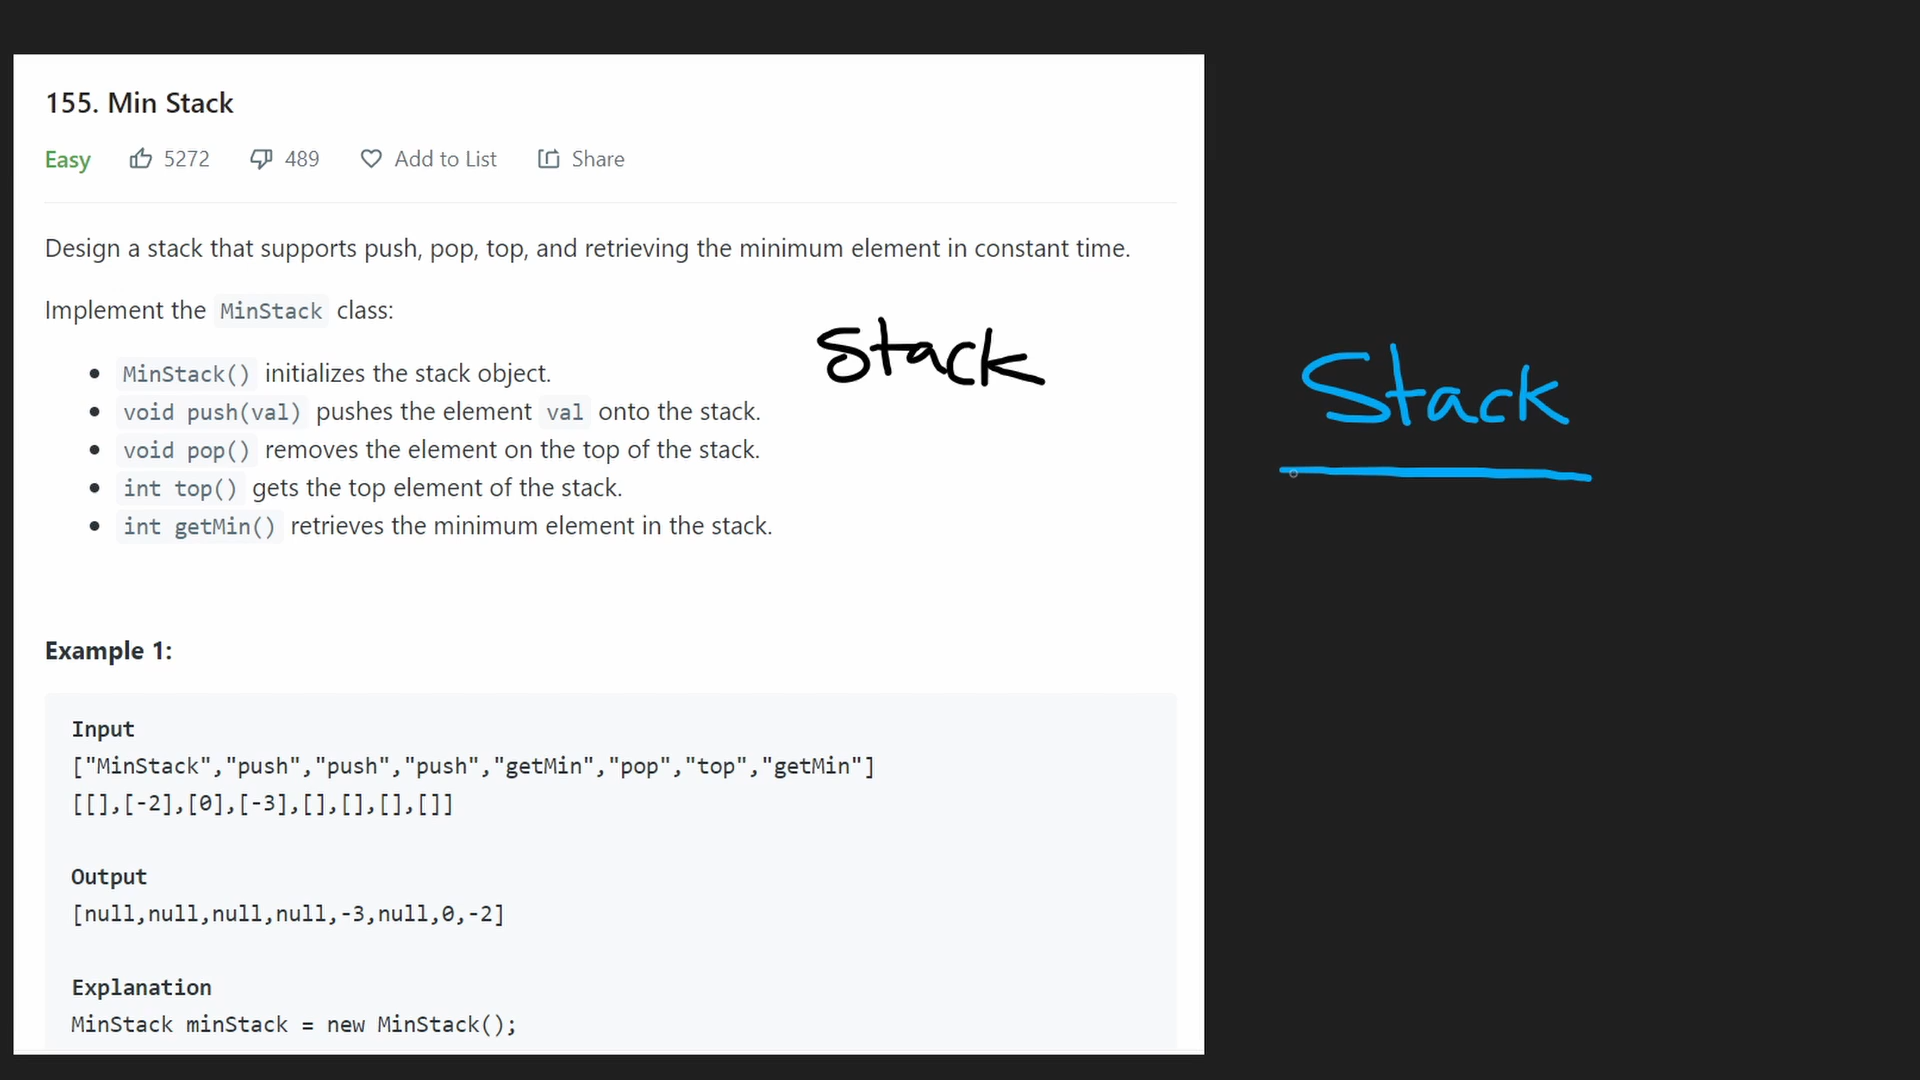 155. Min Stack
Easy 5272 489 Add to List Share
Design a stack that supports push, pop, top, and retrieving the minimum element in constant time.
Implement the MinStack class:
Stack
• MinStack() initializes the stack object.
• void push(val) pushes the element val onto the stack.
• void pop() removes the element on the top of the stack.
• int top() gets the top element of the stack.
• int getMin() retrieves the minimum element in the stack.
Example 1:
Input
["MinStack","push","push","push","getMin","pop","top","getMin"]
[[],[-2],[0],[-3],[],[],[],[]]
Output
[null,null,null,null,-3,null,0,-2]
Explanation
MinStack minStack = new MinStack();
Stack